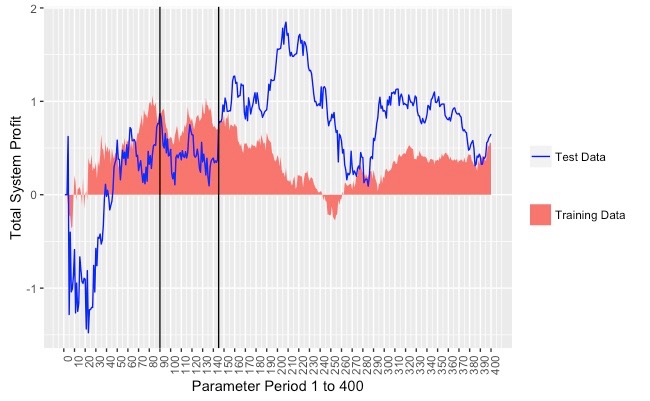 2
1
0
-1
Total System Profit
0 10 20 30 40 50 60 70 80 90 100 110 120 130 140 150 160 170 180 190 200 210 220 230 240 250 260 270 280 290 300 310 320 330 340 350 360 370 380 390 400
Parameter Period 1 to 400
Test Data
Training Data